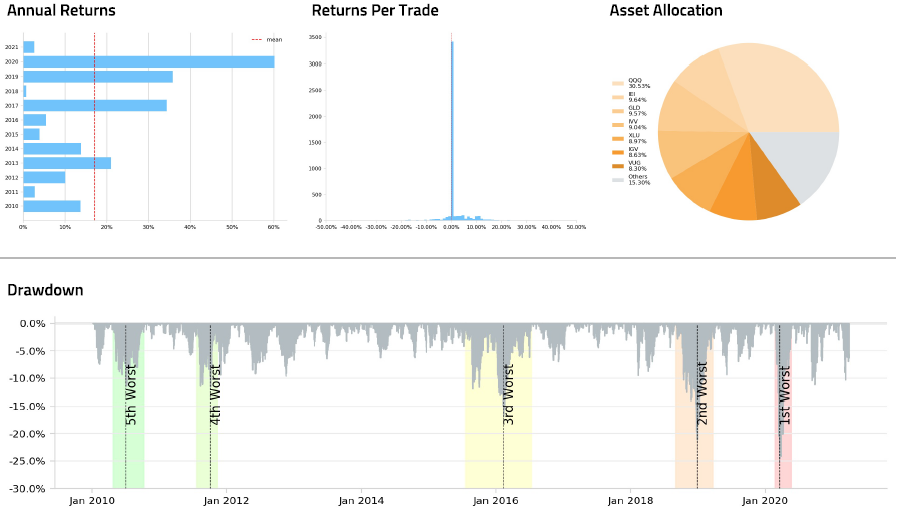 Annual Returns
Returns Per Trade
Asset Allocation
mean
2021
2020
2019
2018
2017
2016
2015
2014
2013
2012
2011
2010
0%
10%
20%
30%
40%
50%
60%
3500
3000
2500
2000
1500
1000
500
0
-50.00%
-40.00%
-30.00%
-20.00%
-10.00%
0.00%
10.00%
20.00%
30.00%
40.00%
50.00%
QQQ
30.53%
IEI
9.64%
GLD
9.57%
IVV
9.04%
XLU
8.97%
IGV
8.63%
VUG
8.30%
Others
15.30%
Drawdown
0.0%
-5.0%
-10.0%
-15.0%
-20.0%
-25.0%
-30.0%
5th Worst
4th Worst
3rd Worst
2nd Worst
1st Worst
Jan 2010
Jan 2012
Jan 2014
Jan 2016
Jan 2018
Jan 2020